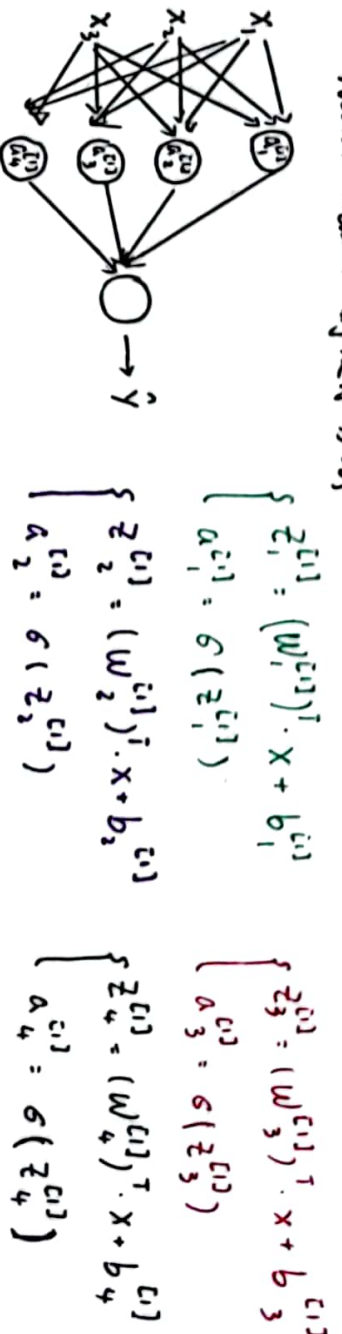 x₁
x₂
x₃
a₁^[1]
a₂^[1]
a₃^[1]
a₄^[1]
→ ŷ
z₁^[1] = (w₁^[1])^T · x + b₁^[1]
a₁^[1] = σ(z₁^[1])
z₂^[1] = (w₂^[1])^T · x + b₂^[1]
a₂^[1] = σ(z₂^[1])
z₃^[1] = (w₃^[1])^T · x + b₃^[1]
a₃^[1] = σ(z₃^[1])
z₄^[1] = (w₄^[1])^T · x + b₄^[1]
a₄^[1] = σ(z₄^[1])